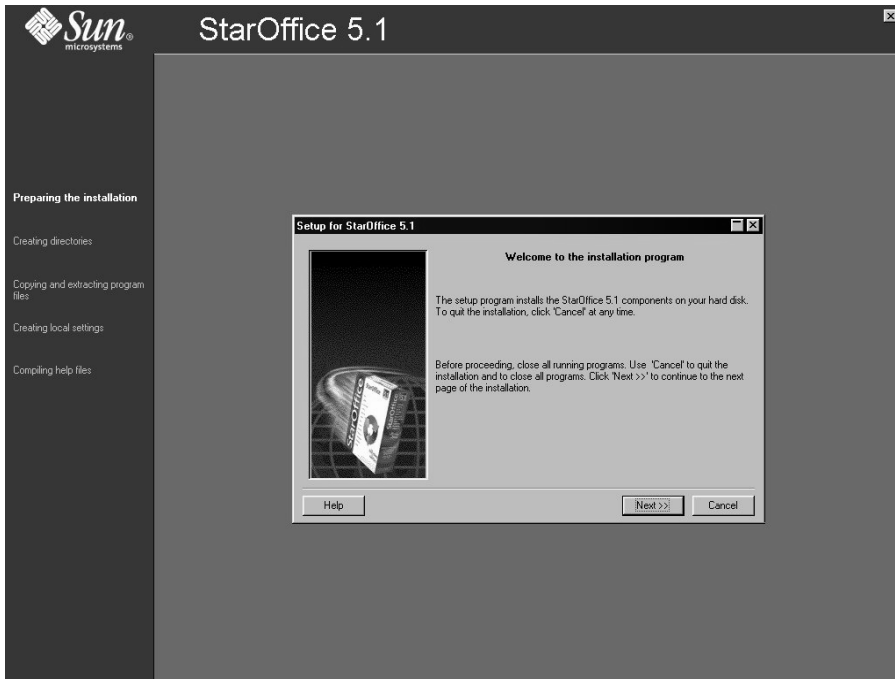 Sun®
microsystems
StarOffice 5.1
Preparing the installation
Creating directories
Copying and extracting program
files
Creating local settings
Compiling help files
Setup for StarOffice 5.1
Welcome to the installation program
The setup program installs the StarOffice 5.1 components on your hard disk.
To quit the installation, click 'Cancel' at any time.
Before proceeding, close all running programs. Use  'Cancel' to quit the
installation and to close all programs. Click 'Next >>' to continue to the next
page of the installation.
StarOffice
Help
Next >>
Cancel